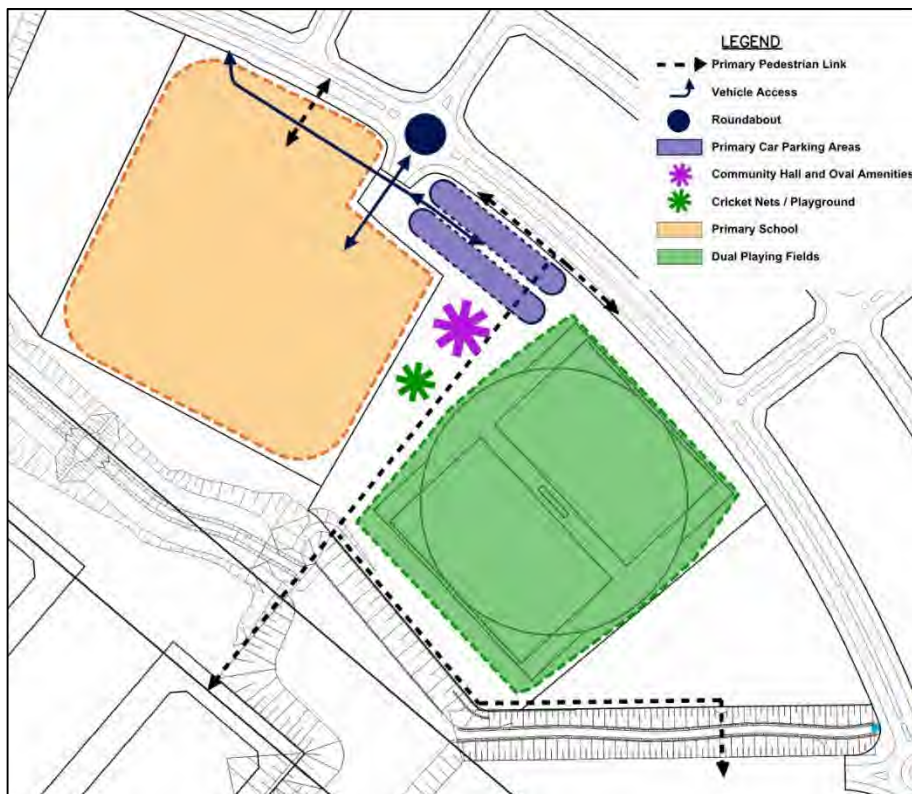 LEGEND
Primary Pedestrian Link
Vehicle Access
Roundabout
Primary Car Parking Areas
Community Hall and Oval Amenities
Cricket Nets / Playground
Primary School
Dual Playing Fields